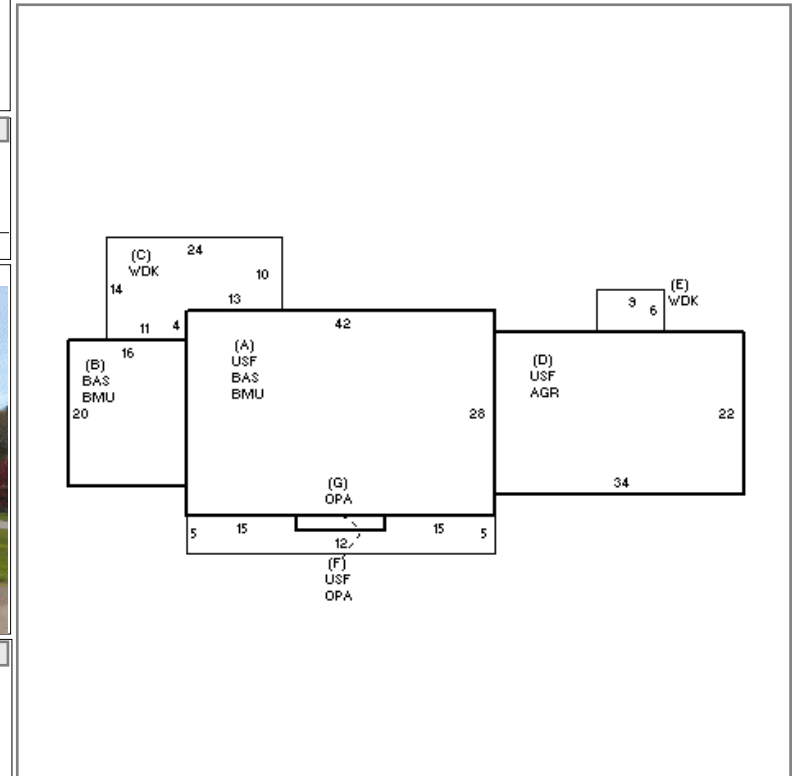 24
(C)
WDK
10
14
13
11
4
(E)
WDK
9
6
42
16
(A)
USF
BAS
BMU
(B)
BAS
BMU
20
28
(D)
USF
AGR
22
34
(G)
OPA
5
15
12
15
5
(F)
USF
OPA